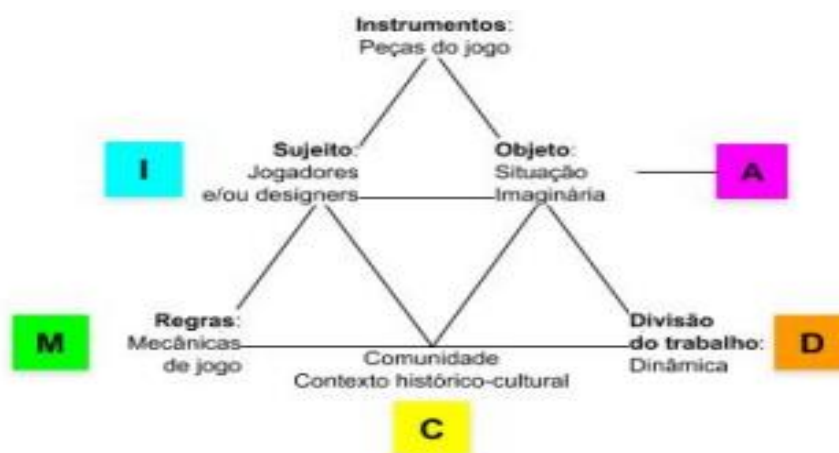 Instrumentos:
Peças do jogo
I
Sujeito:
Jogadores
e/ou designers
Objeto:
Situação
Imaginária
A
M
Regras:
Mecânicas
de jogo
Comunidade
Contexto histórico-cultural
Divisão
do trabalho:
Dinâmica
D
C